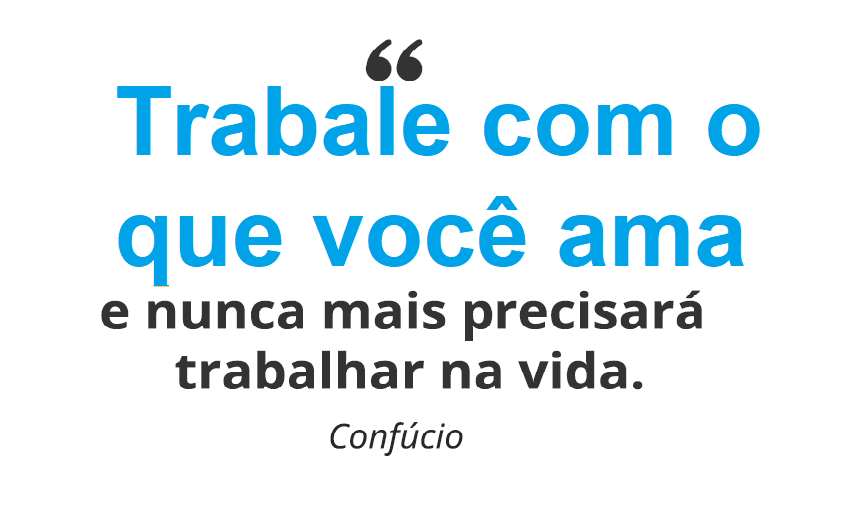 “
Trabale com o
que você ama
e nunca mais precisará
trabalhar na vida.
Confúcio